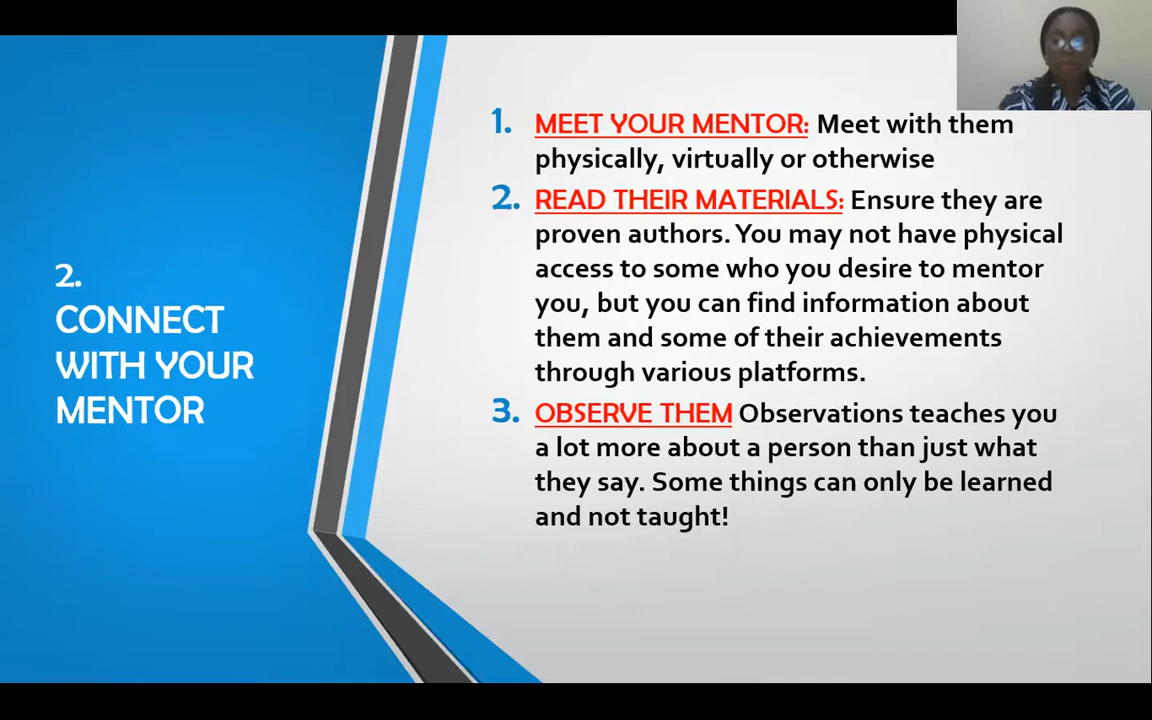 2.
CONNECT
WITH YOUR
MENTOR
1. MEET YOUR MENTOR: Meet with them
physically, virtually or otherwise
2. READ THEIR MATERIALS: Ensure they are
proven authors. You may not have physical
access to some who you desire to mentor
you, but you can find information about
them and some of their achievements
through various platforms.
3. OBSERVE THEM Observations teaches you
a lot more about a person than just what
they say. Some things can only be learned
and not taught!